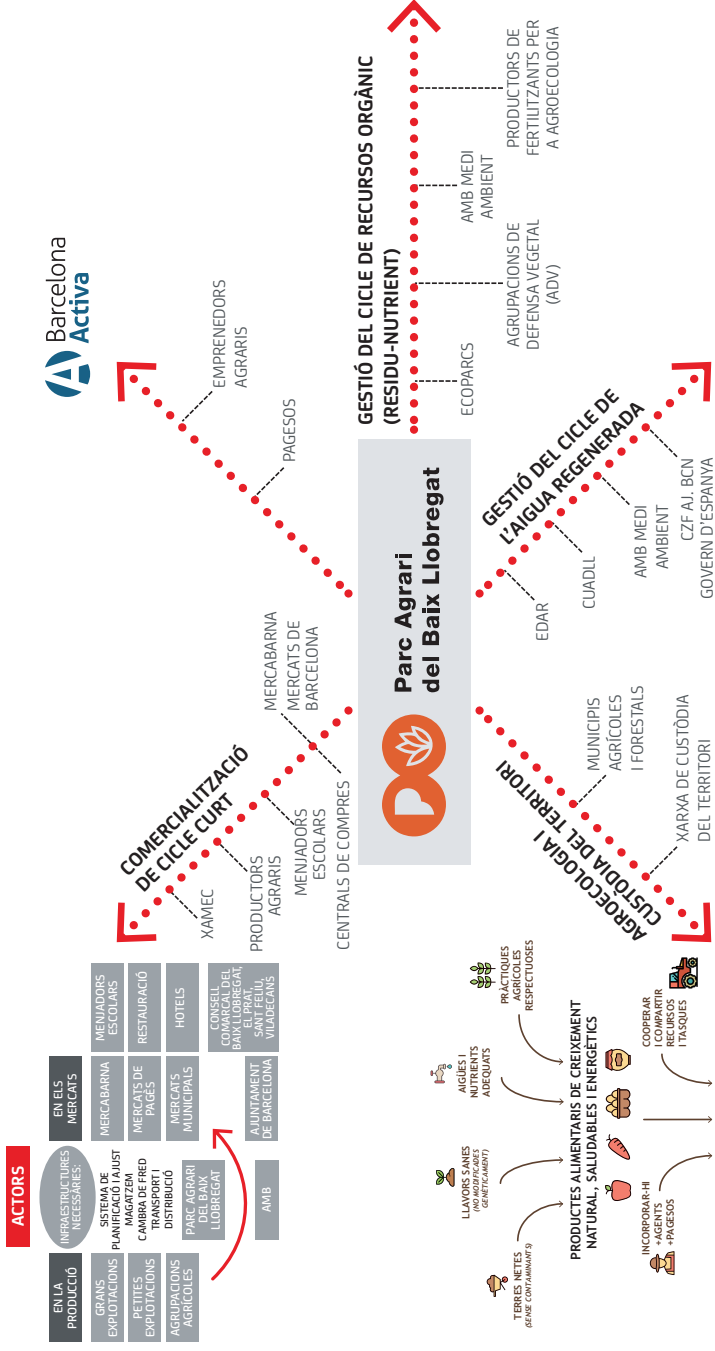 ACTORS
EN LA
PRODUCCIÓ
GRANS
EXPLOTACIONS
PETITES
EXPLOTACIONS
AGRUPACIONS
AGRÍCOLES
INFRAESTRUCTURES
NECESSÀRIES:
SISTEMA DE
PLANIFICACIÓ I AJUST
MAGATZEM
CAMBRA DE FRED
TRANSPORT I
DISTRIBUCIÓ
PARC AGRARI
DEL BAIX
LLOBREGAT
AMB
EN ELS
MERCATS
MERCABARNA
MERCATS DE
PAGÈS
MERCATS
MUNICIPALS
AJUNTAMENT
DE BARCELONA
MENJADORS
ESCOLARS
RESTAURACIÓ
HOTELS
CONSELL
COMARCAL DEL
BAIX LLOBREGAT,
EL PRAT,
SANT FELIU,
VILADECANS
COMERCIALITZACIÓ
DE CICLE CURT
XAMEC
PRODUCTORS
AGRARIS
MENJADORS
ESCOLARS
CENTRALS DE COMPRES
MERCABARNA
MERCATS DE
BARCELONA
Barcelona
Activa
EMPRENEDORS
AGRARIS
PAGESOS
Parc Agrari
del Baix Llobregat
GESTIÓ DEL CICLE DE RECURSOS ORGÀNIC
(RESIDU-NUTRIENT)
ECOPARCS
AGRUPACIONS DE
DEFENSA VEGETAL
(ADV)
AMB MEDI
AMBIENT
PRODUCTORS DE
FERTILITZANTS PER
A AGROECOLOGIA
GESTIÓ DEL CICLE DE
L'AIGUA REGENERADA
EDAR
CUADLL
AMB MEDI
AMBIENT
CZF AJ. BCN
GOVERN D'ESPANYA
AGROECOLOGIA I
CUSTÒDIA DEL TERRITORI
MUNICIPIS
AGRÍCOLES
I FORESTALS
XARXA DE CUSTÒDIA
DEL TERRITORI
TERRES NETES
(SENSE CONTAMINANTS)
LLAVORS SANES
(NO MODIFICADES
GENÈTICAMENT)
AIGÜES I
NUTRIENTS
ADEQUATS
PRÀCTIQUES
AGRÍCOLES
RESPECTUOSES
PRODUCTES ALIMENTARIS DE CREIXEMENT
NATURAL, SALUDABLES I ENERGÈTICS
INCORPORAR-HI
+AGENTS
+PAGESOS
COOPERAR
I COMPARTIR
RECURSOS
I TASQUES